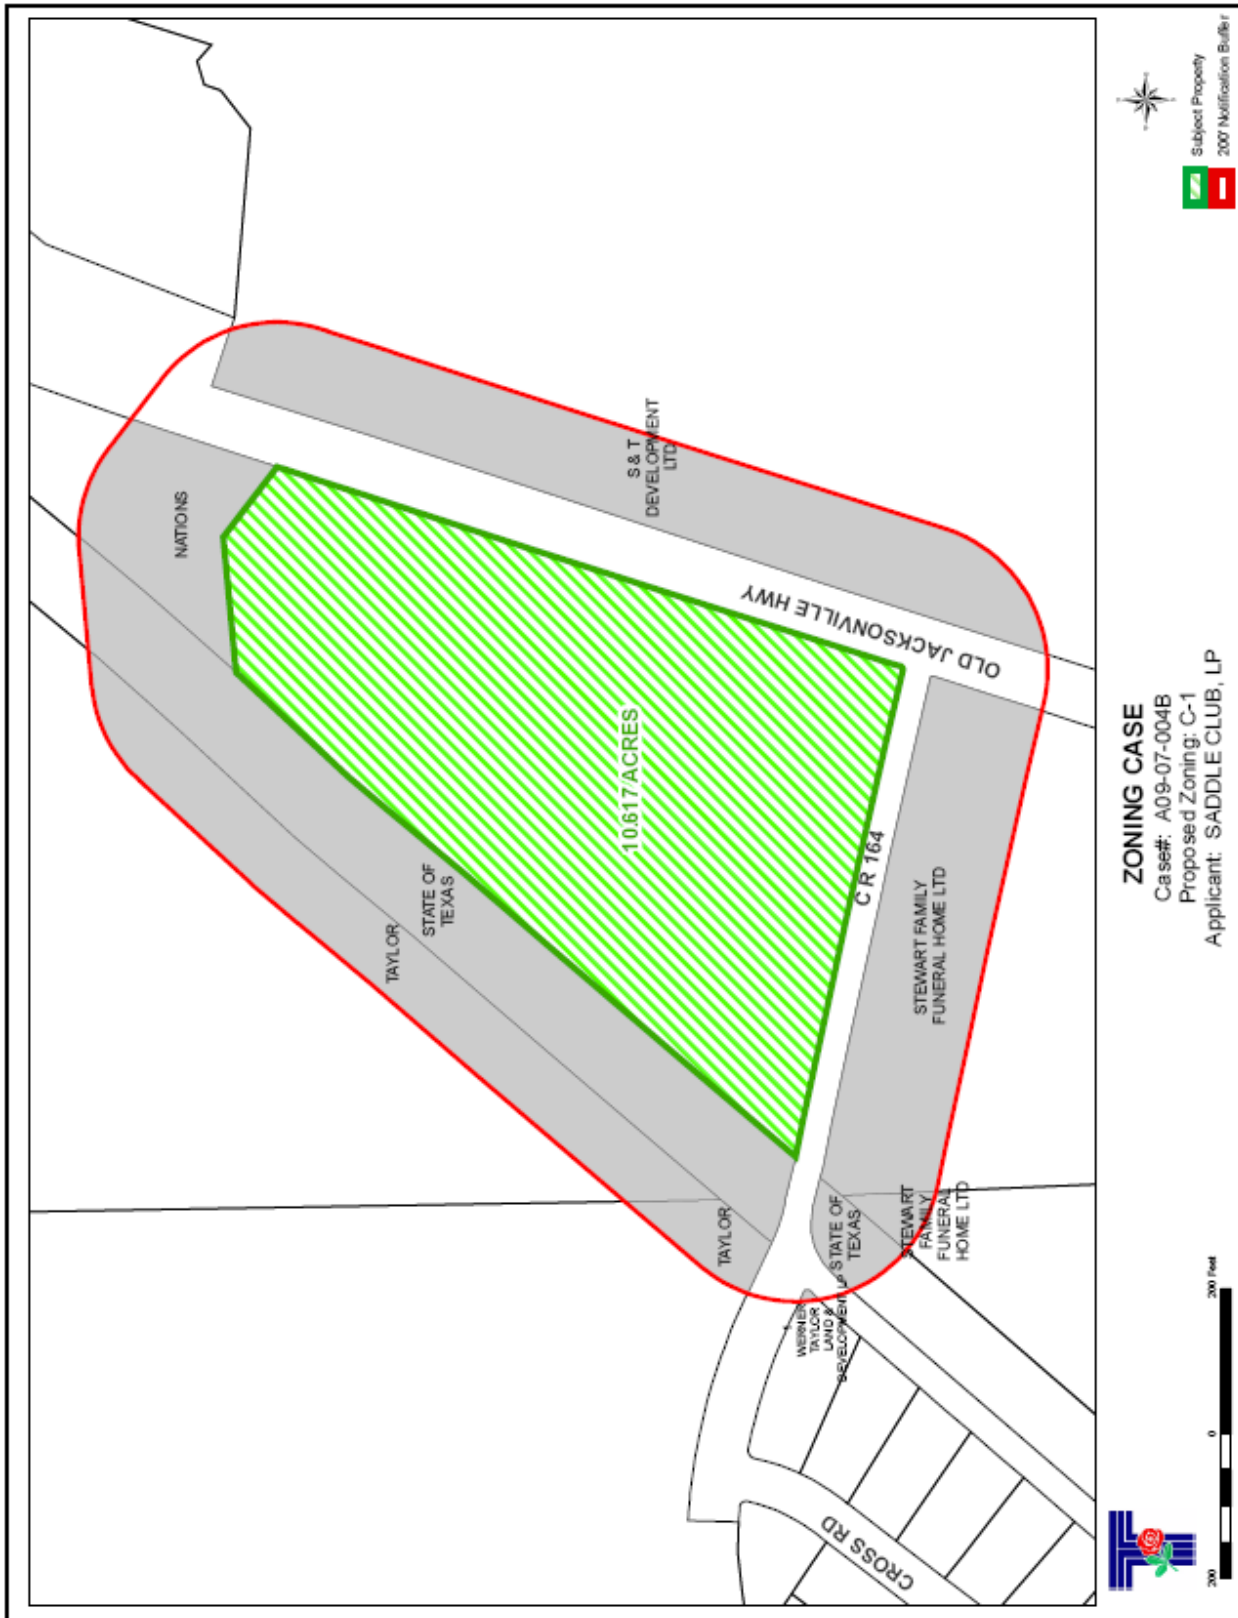 NATIONS
S & T
DEVELOPMENT
LTD
TAYLOR
STATE OF
TEXAS
10.617 ACRES
OLD JACKSONVILLE HWY
C R 164
STEWART FAMILY
FUNERAL HOME LTD
TAYLOR
STATE OF
TEXAS
STEWART
FAMILY
FUNERAL
HOME LTD
WERNER
TAYLOR
LAND &
DEVELOPMENT LP
CROSS RD
ZONING CASE
Case#: A09-07-004B
Proposed Zoning: C-1
Applicant: SADDLE CLUB, LP
Subject Property
200' Notification Buffer
200
0
200 Feet